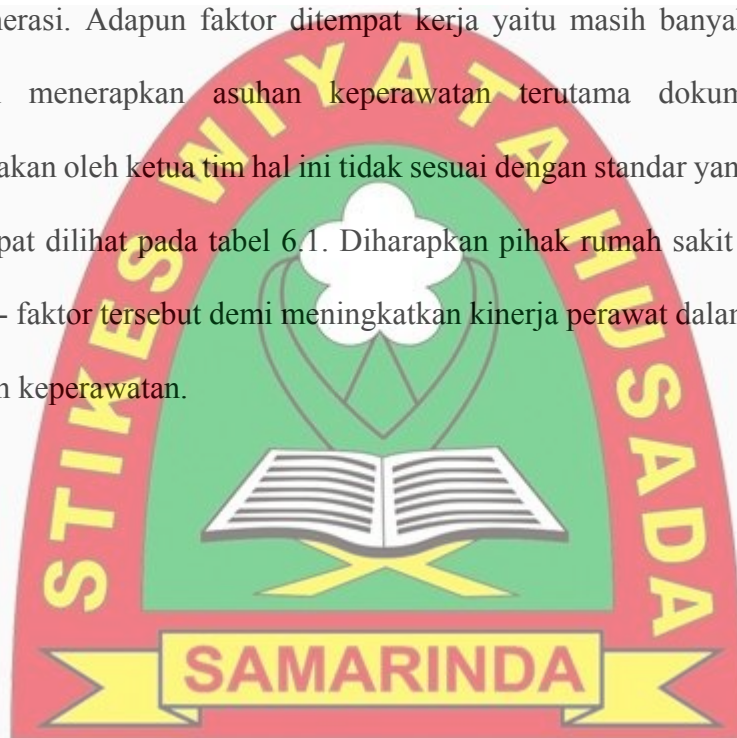 nerasi. Adapun faktor ditempat kerja yaitu masih banyak
menerapkan asuhan keperawatan terutama dokum
akan oleh ketua tim hal ini tidak sesuai dengan standar yan
pat dilihat pada tabel 6.1. Diharapkan pihak rumah sakit
- faktor tersebut demi meningkatkan kinerja perawat dalam
n keperawatan.
STIKES WIYATA HUSADA
SAMARINDA